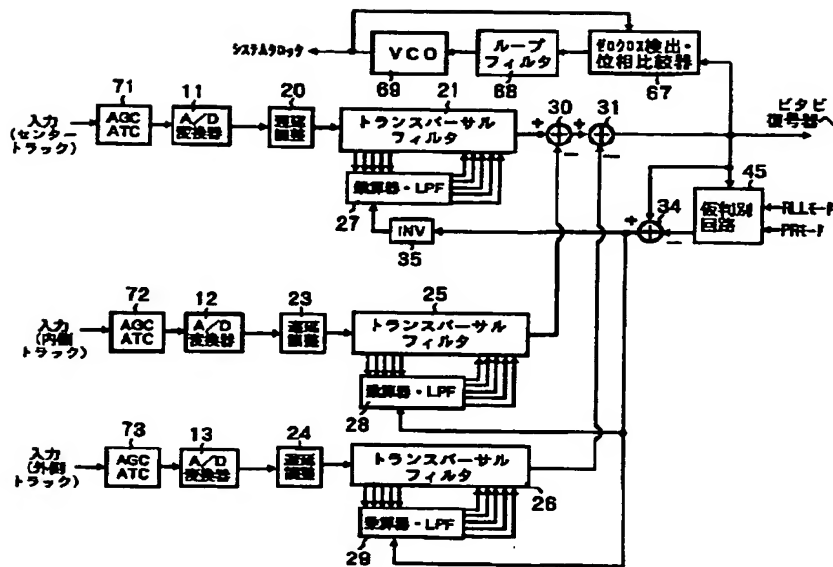 システムクロック
VCO
69
ループ
フィルタ
68
ゼロクロス検出・
位相比較器
67
入力
(センター
トラック)
71
AGC
ATC
11
A/D
変換器
20
遅延
調整
21
トランスバーサル
フィルタ
30
31
+
−
+
−
ビタビ
復号器へ
乗算器・LPF
27
INV
35
+
34
−
45
仮判別
回路
RLLモード
PRモード
入力
(内側
トラック)
72
AGC
ATC
12
A/D
変換器
23
遅延
調整
25
トランスバーサル
フィルタ
乗算器・LPF
28
入力
(外側
トラック)
73
AGC
ATC
13
A/D
変換器
24
遅延
調整
トランスバーサル
フィルタ
26
乗算器・LPF
29